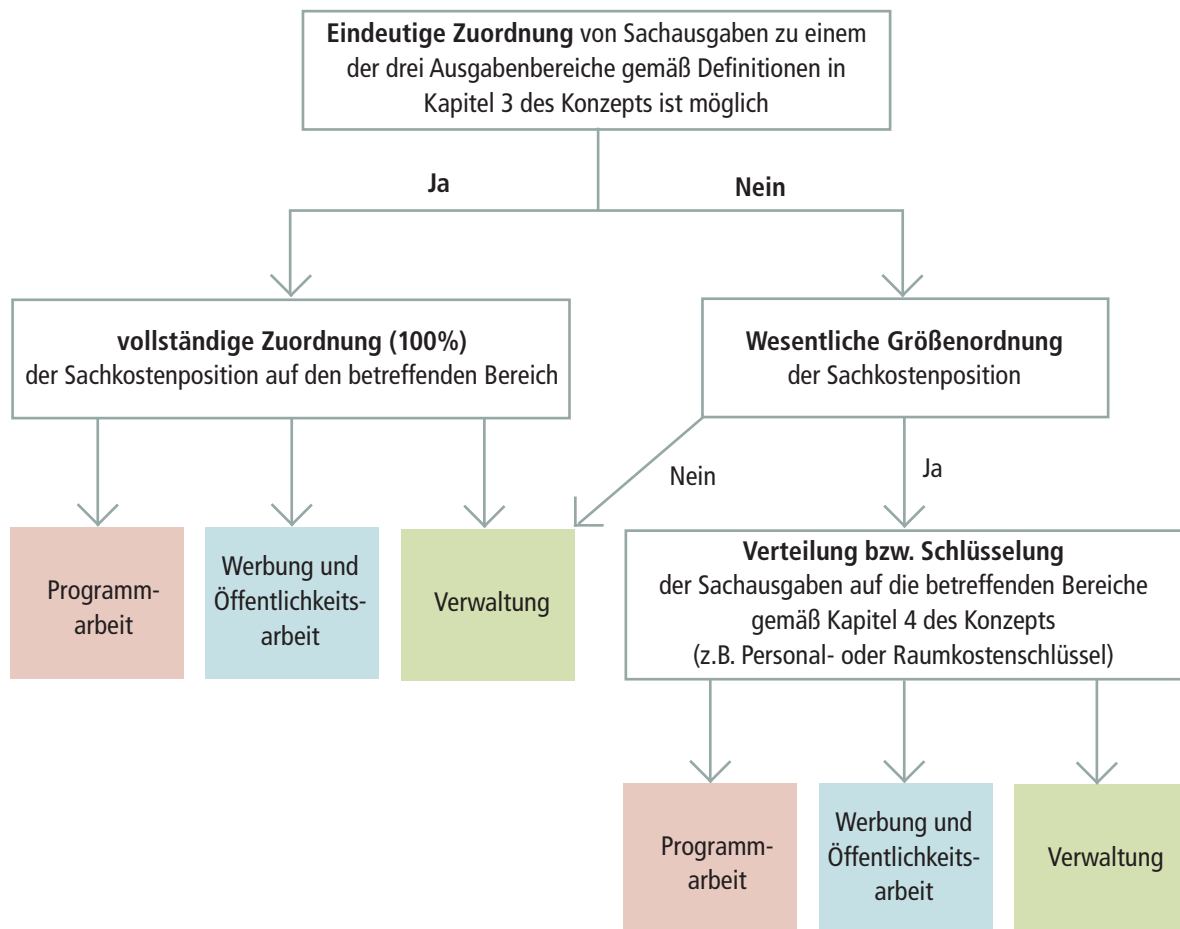 Eindeutige Zuordnung von Sachausgaben zu einem
der drei Ausgabenbereiche gemäß Definitionen in
Kapitel 3 des Konzepts ist möglich
Ja
Nein
vollständige Zuordnung (100%)
der Sachkostenposition auf den betreffenden Bereich
Wesentliche Größenordnung
der Sachkostenposition
Nein
Ja
Programm-
arbeit
Werbung und
Öffentlichkeits-
arbeit
Verwaltung
Verteilung bzw. Schlüsselung
der Sachausgaben auf die betreffenden Bereiche
gemäß Kapitel 4 des Konzepts
(z.B. Personal- oder Raumkostenschlüssel)
Programm-
arbeit
Werbung und
Öffentlichkeits-
arbeit
Verwaltung